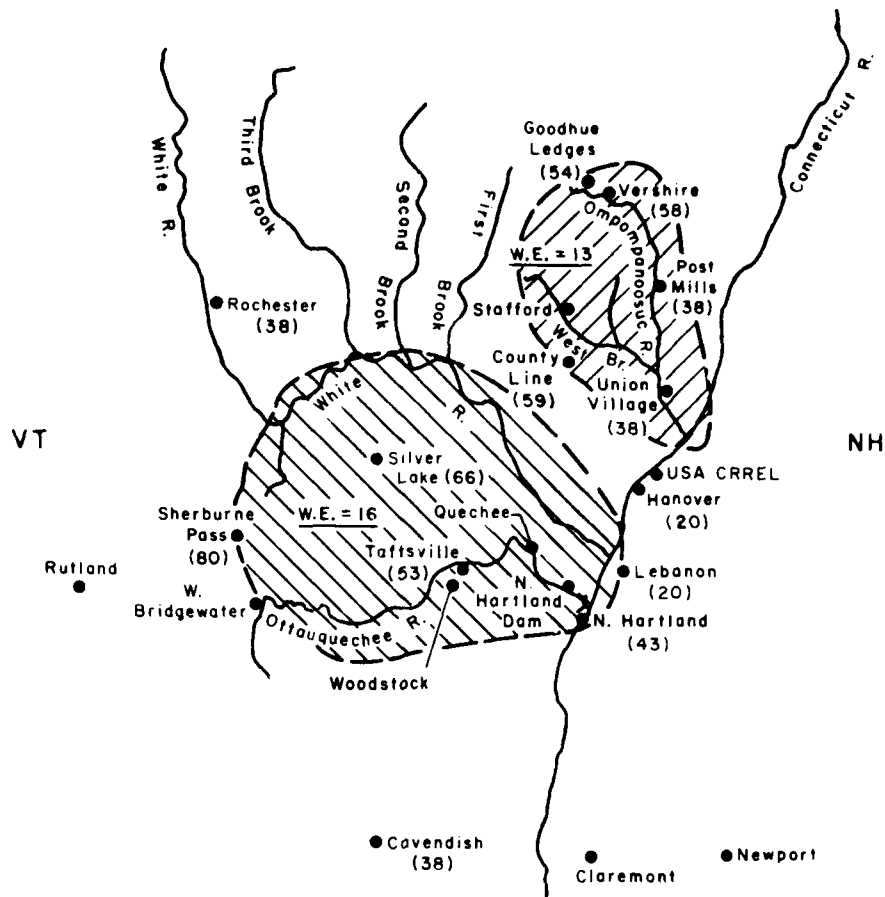 Connecticut R.
White R.
Third Brook
Second Brook
First Brook
Goodhue
Ledges
(54)
Vershire
(58)
Ompompanoosuc R.
W.E. = 13
Post
Mills
(38)
Rochester
(38)
Stafford
West Br.
County
Line
(59)
Union
Village
(38)
White R.
VT
NH
Silver
Lake (66)
USA CRREL
Hanover
(20)
W.E. = 16
Quechee
Sherburne
Pass
(80)
Taftsville
(53)
Rutland
N.
Hartland
Dam
Lebanon
(20)
W.
Bridgewater
Ottauquechee R.
N. Hartland
(43)
Woodstock
Cavendish
(38)
Claremont
Newport